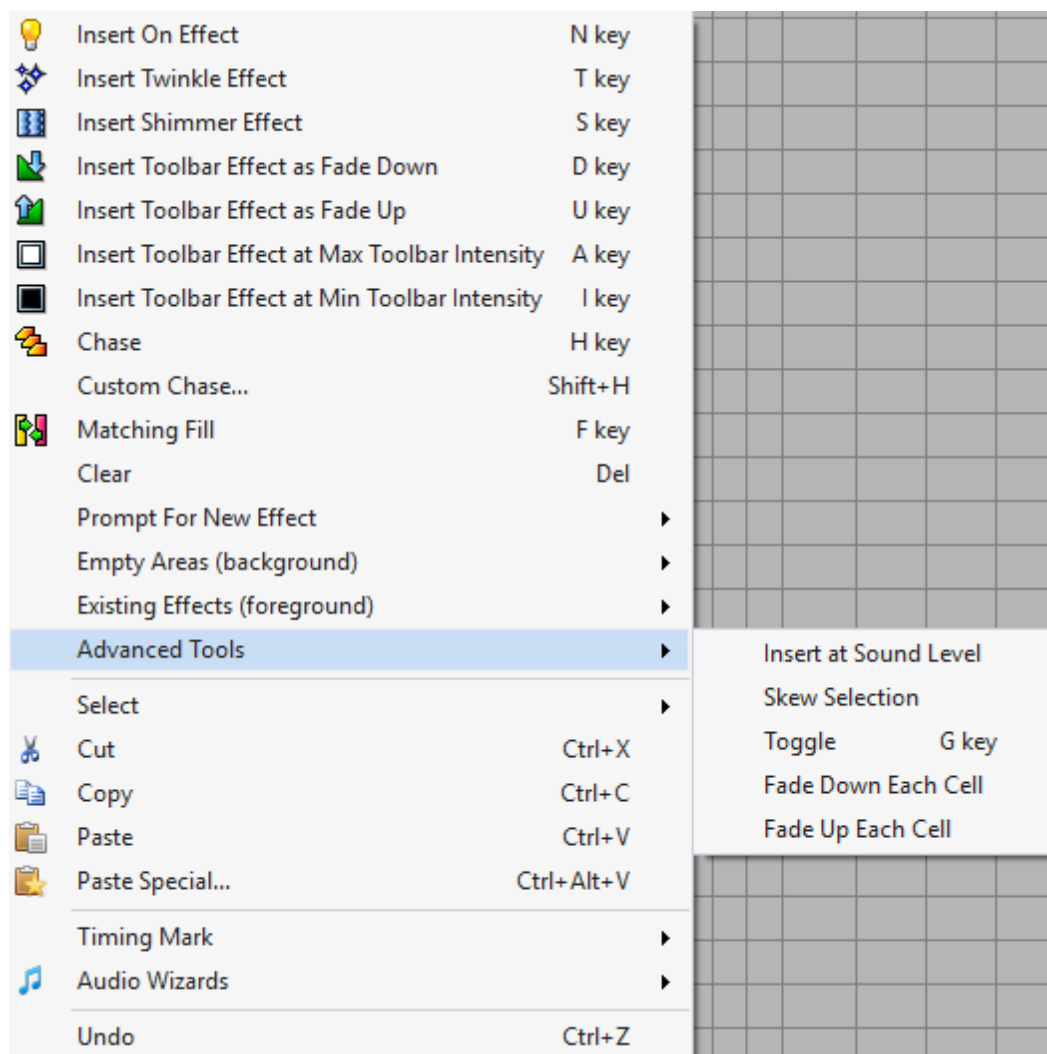 Insert On Effect N key
Insert Twinkle Effect T key
Insert Shimmer Effect S key
Insert Toolbar Effect as Fade Down D key
Insert Toolbar Effect as Fade Up U key
Insert Toolbar Effect at Max Toolbar Intensity A key
Insert Toolbar Effect at Min Toolbar Intensity I key
Chase H key
Custom Chase... Shift+H
Matching Fill F key
Clear Del
Prompt For New Effect
Empty Areas (background)
Existing Effects (foreground)
Advanced Tools
Insert at Sound Level
Skew Selection
Toggle G key
Fade Down Each Cell
Fade Up Each Cell
Select
Cut Ctrl+X
Copy Ctrl+C
Paste Ctrl+V
Paste Special... Ctrl+Alt+V
Timing Mark
Audio Wizards
Undo Ctrl+Z